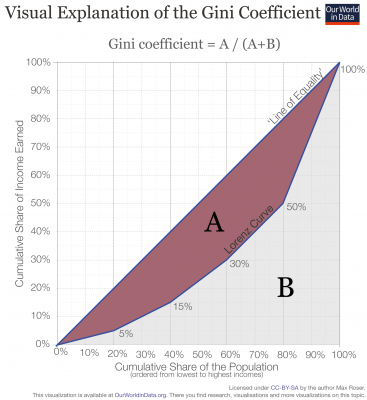 Visual Explanation of the Gini Coefficient
Our World
in Data
Gini coefficient = A / (A+B)
Cumulative Share of Income Earned
100%
90%
80%
70%
60%
50%
40%
30%
20%
10%
0%
'Line of Equality'
100%
A
Lorenz Curve
50%
30%
B
15%
5%
0% 10% 20% 30% 40% 50% 60% 70% 80% 90% 100%
Cumulative Share of the Population
(ordered from lowest to highest incomes)
Licensed under CC-BY-SA by the author Max Roser.
This visualization is available at OurWorldinData.org. There you find research, visualisations and more visualizations on this topic.